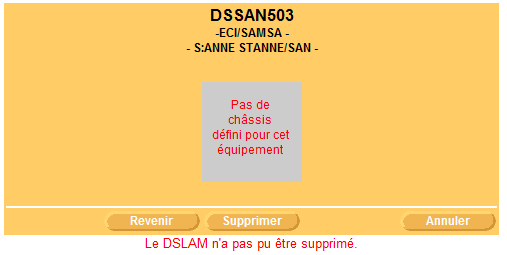 DSSAN503
-ECI/SAMSA -
- S:ANNE STANNE/SAN -
Pas de
châssis
défini pour cet
équipement
Revenir Supprimer Annuler
Le DSLAM n'a pas pu être supprimé.